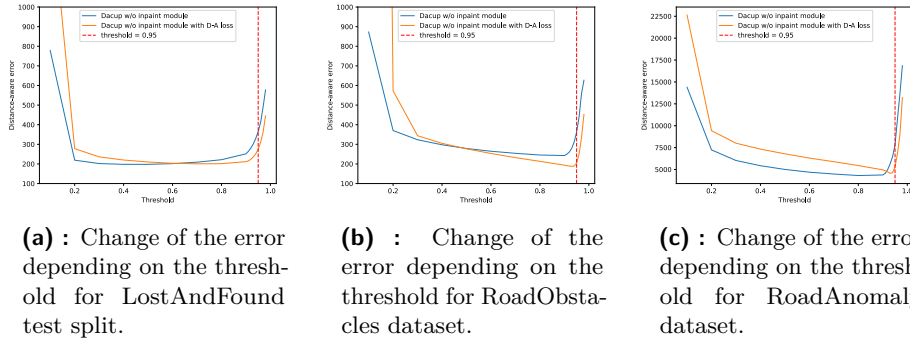 1000
900
800
700
600
500
400
300
200
100
Distance-aware error
0.2 0.4 0.6 0.8 1.0
Threshold
Dacup w/o inpaint module
Dacup w/o inpaint module with D-A loss
threshold = 0.95
1000
900
800
700
600
500
400
300
200
100
Distance-aware error
0.2 0.4 0.6 0.8 1.0
Threshold
Dacup w/o inpaint module
Dacup w/o inpaint module with D-A loss
threshold = 0.95
22500
20000
17500
15000
12500
10000
7500
5000
Distance-aware error
0.2 0.4 0.6 0.8 1.0
Threshold
Dacup w/o inpaint module
Dacup w/o inpaint module with D-A loss
threshold = 0.95
(a) : Change of the error
depending on the thresh-
old for LostAndFound
test split.
(b) : Change of the
error depending on the
threshold for RoadObsta-
cles dataset.
(c) : Change of the erro
depending on the thresh
old for RoadAnomal
dataset.